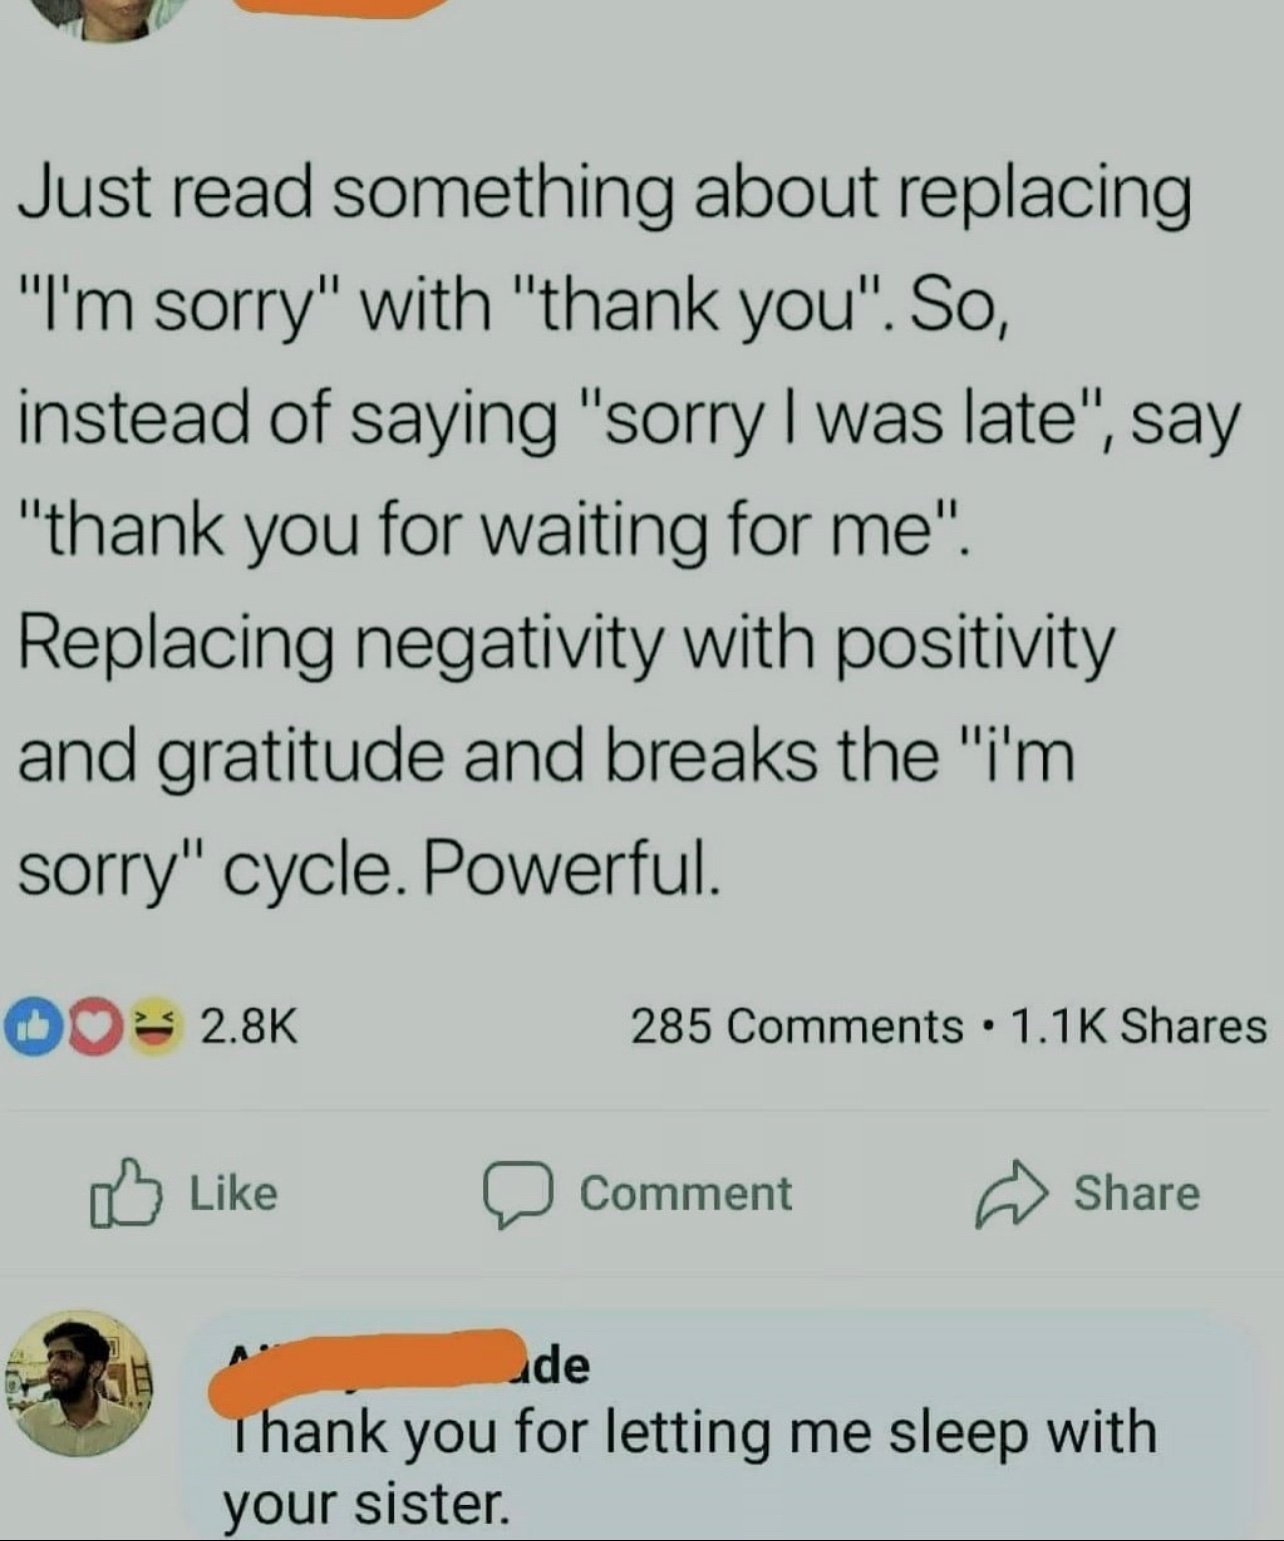 Just read something about replacing
"I'm sorry" with "thank you". So,
instead of saying "sorry I was late", say
"thank you for waiting for me".
Replacing negativity with positivity
and gratitude and breaks the "i'm
sorry" cycle. Powerful.
2.8K 285 Comments • 1.1K Shares
Like Comment Share
de
Thank you for letting me sleep with
your sister.